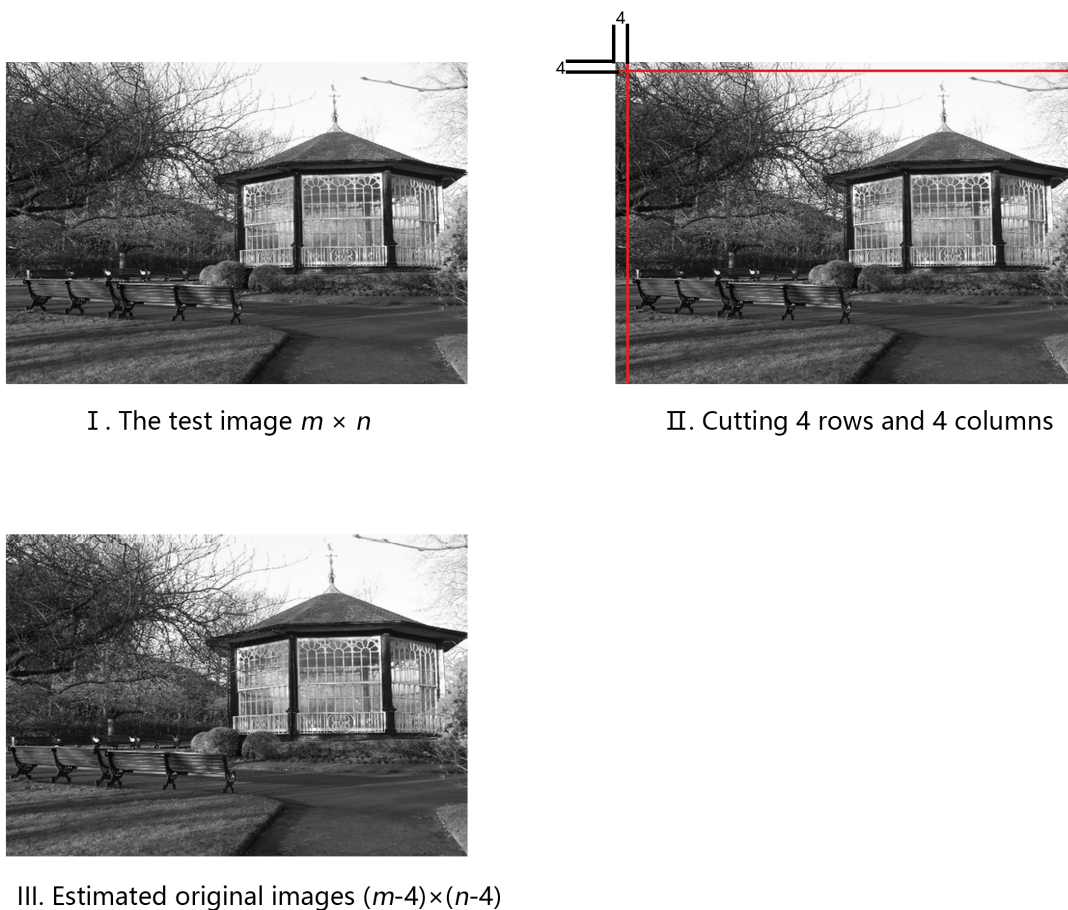 4
4
Ⅰ. The test image m × n
Ⅱ. Cutting 4 rows and 4 columns
III. Estimated original images (m-4)×(n-4)